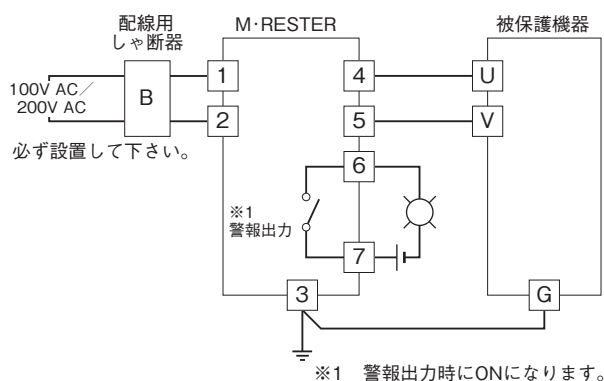 配線用
しゃ断器
M·RESTER
被保護機器
100V AC／
200V AC
B
1
2
4
5
U
V
必ず設置して下さい。
6
※1
警報出力
7
3
G
※1　警報出力時にONになります。